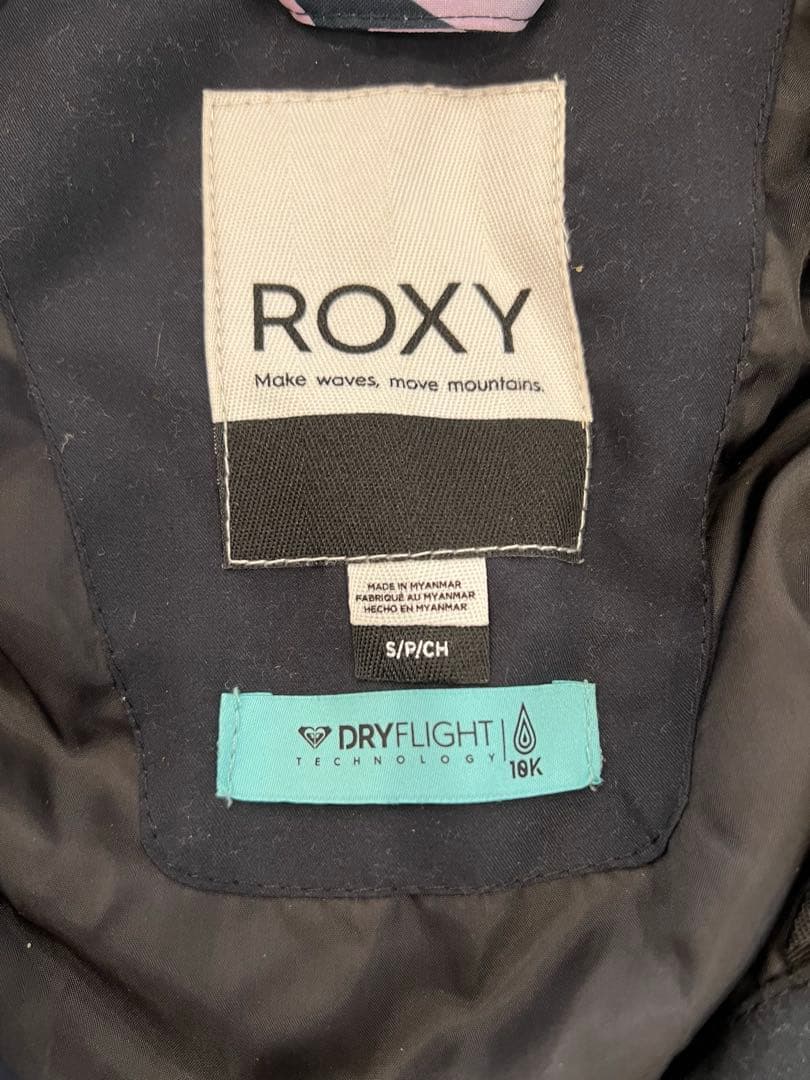 ROXY
Make waves, move mountains.
MADE IN MYANMAR
FABRIQUÉ AU MYANMAR
HECHO EN MYANMAR
S/P/CH
DRYFLIGHT
TECHNOLOGY
10K